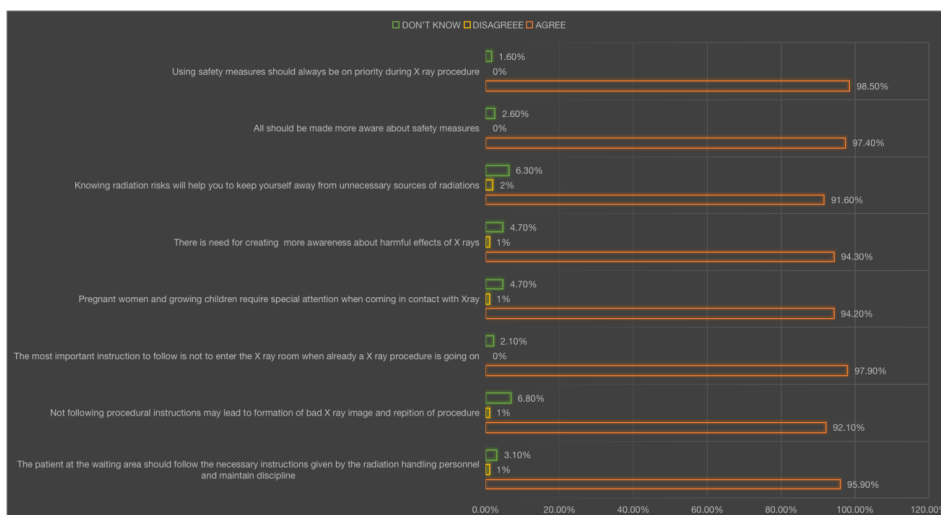 DON'T KNOW DISAGREEE AGREE
1.60%
Using safety measures should always be on priority during X ray procedure 0%
98.50%
2.60%
All should be made more aware about safety measures 0%
97.40%
6.30%
Knowing radiation risks will help you to keep yourself away from unnecessary sources of radiations 2%
91.60%
4.70%
There is need for creating more awareness about harmful effects of X rays 1%
94.30%
4.70%
Pregnant women and growing children require special attention when coming in contact with Xray 1%
94.20%
2.10%
The most important instruction to follow is not to enter the X ray room when already a X ray procedure is going on 0%
97.90%
6.80%
Not following procedural instructions may lead to formation of bad X ray image and repition of procedure 1%
92.10%
3.10%
The patient at the waiting area should follow the necessary instructions given by the radiation handling personnel
and maintain discipline
1%
95.90%
0.00% 20.00% 40.00% 60.00% 80.00% 100.00% 120.00%